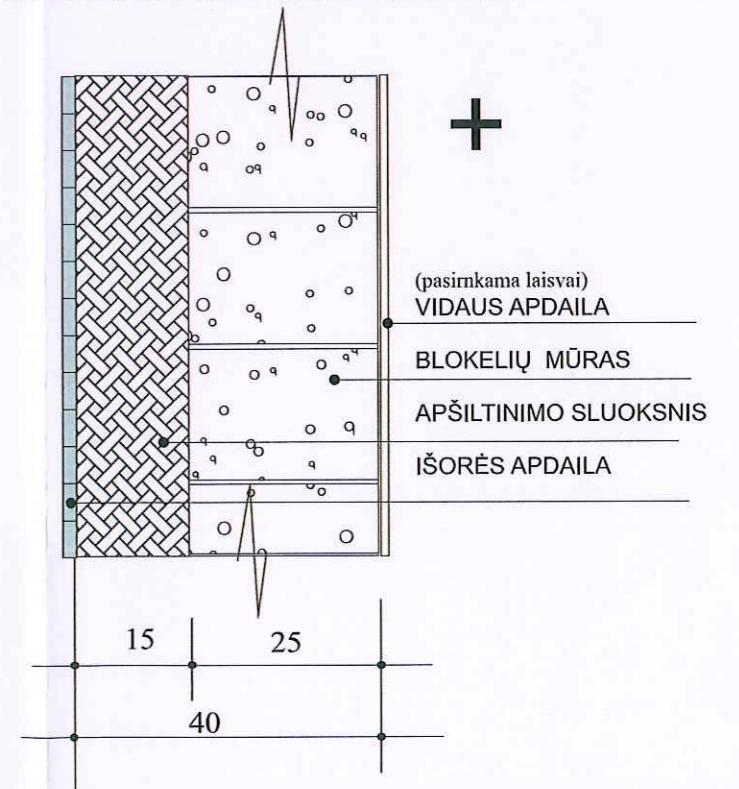 (pasirnkama laisvai)
VIDAUS APDAILA
BLOKELIŲ MŪRAS
APŠILTINIMO SLUOKSNIS
IŠORĖS APDAILA
15 25
40